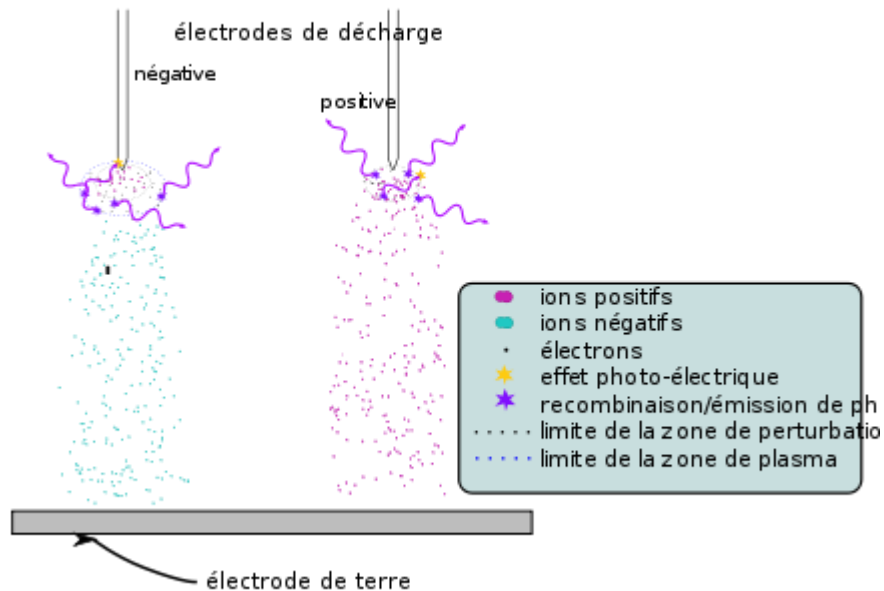 électrodes de décharge
négative
positive
ions positifs
ions négatifs
électrons
effet photo-électrique
recombinaison/émission de ph
limite de la zone de perturbatio
limite de la zone de plasma
électrode de terre